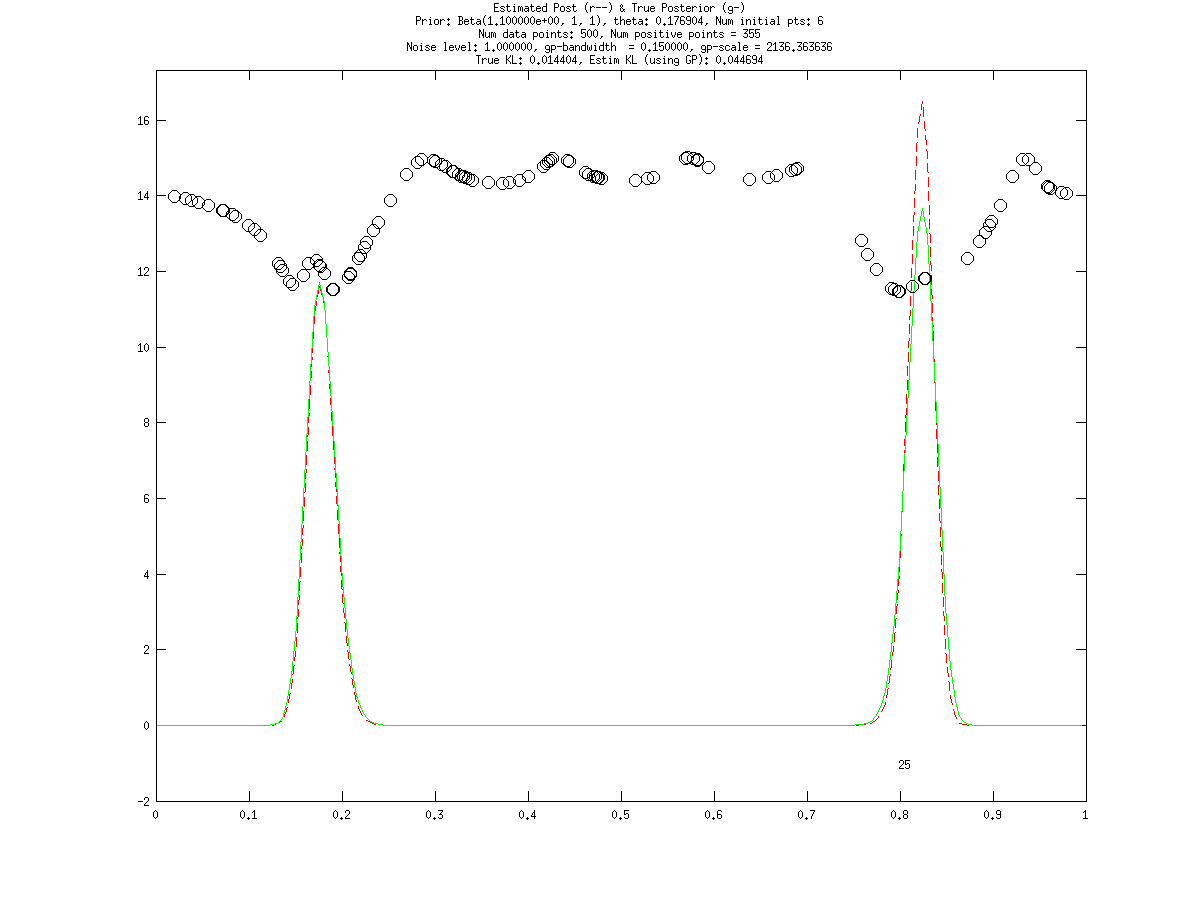 Estimated Post (r--) & True Posterior (g-)
Prior: Beta(1.100000e+00, 1, 1), theta: 0.176904, Num initial pts: 6
Num data points: 500, Num positive points = 355
Noise level: 1.000000, gp-bandwidth  = 0.150000, gp-scale = 2136.363636
True KL: 0.014404, Estim KL (using GP): 0.044694
16
14
12
10
8
6
4
2
0
25
-2
0 0.1 0.2 0.3 0.4 0.5 0.6 0.7 0.8 0.9 1